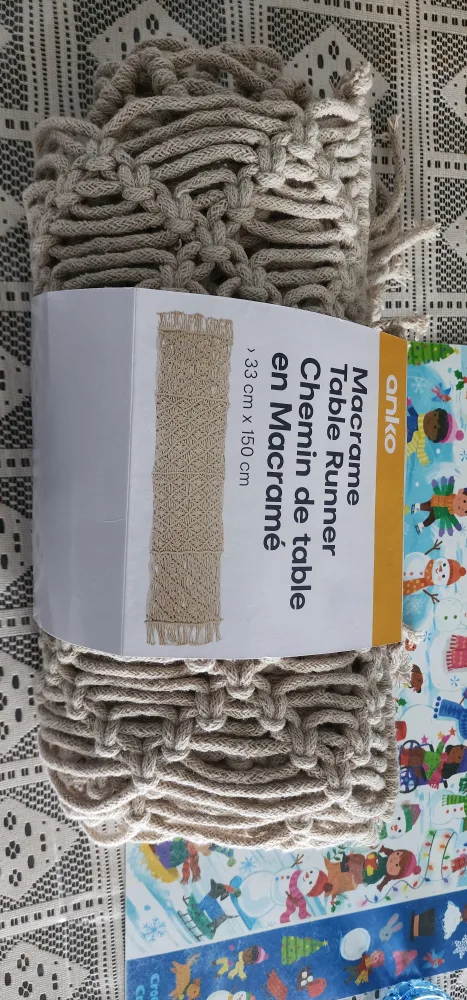 anko
Macrame
Table Runner
Chemin de table
en Macramé
› 33 cm x 150 cm